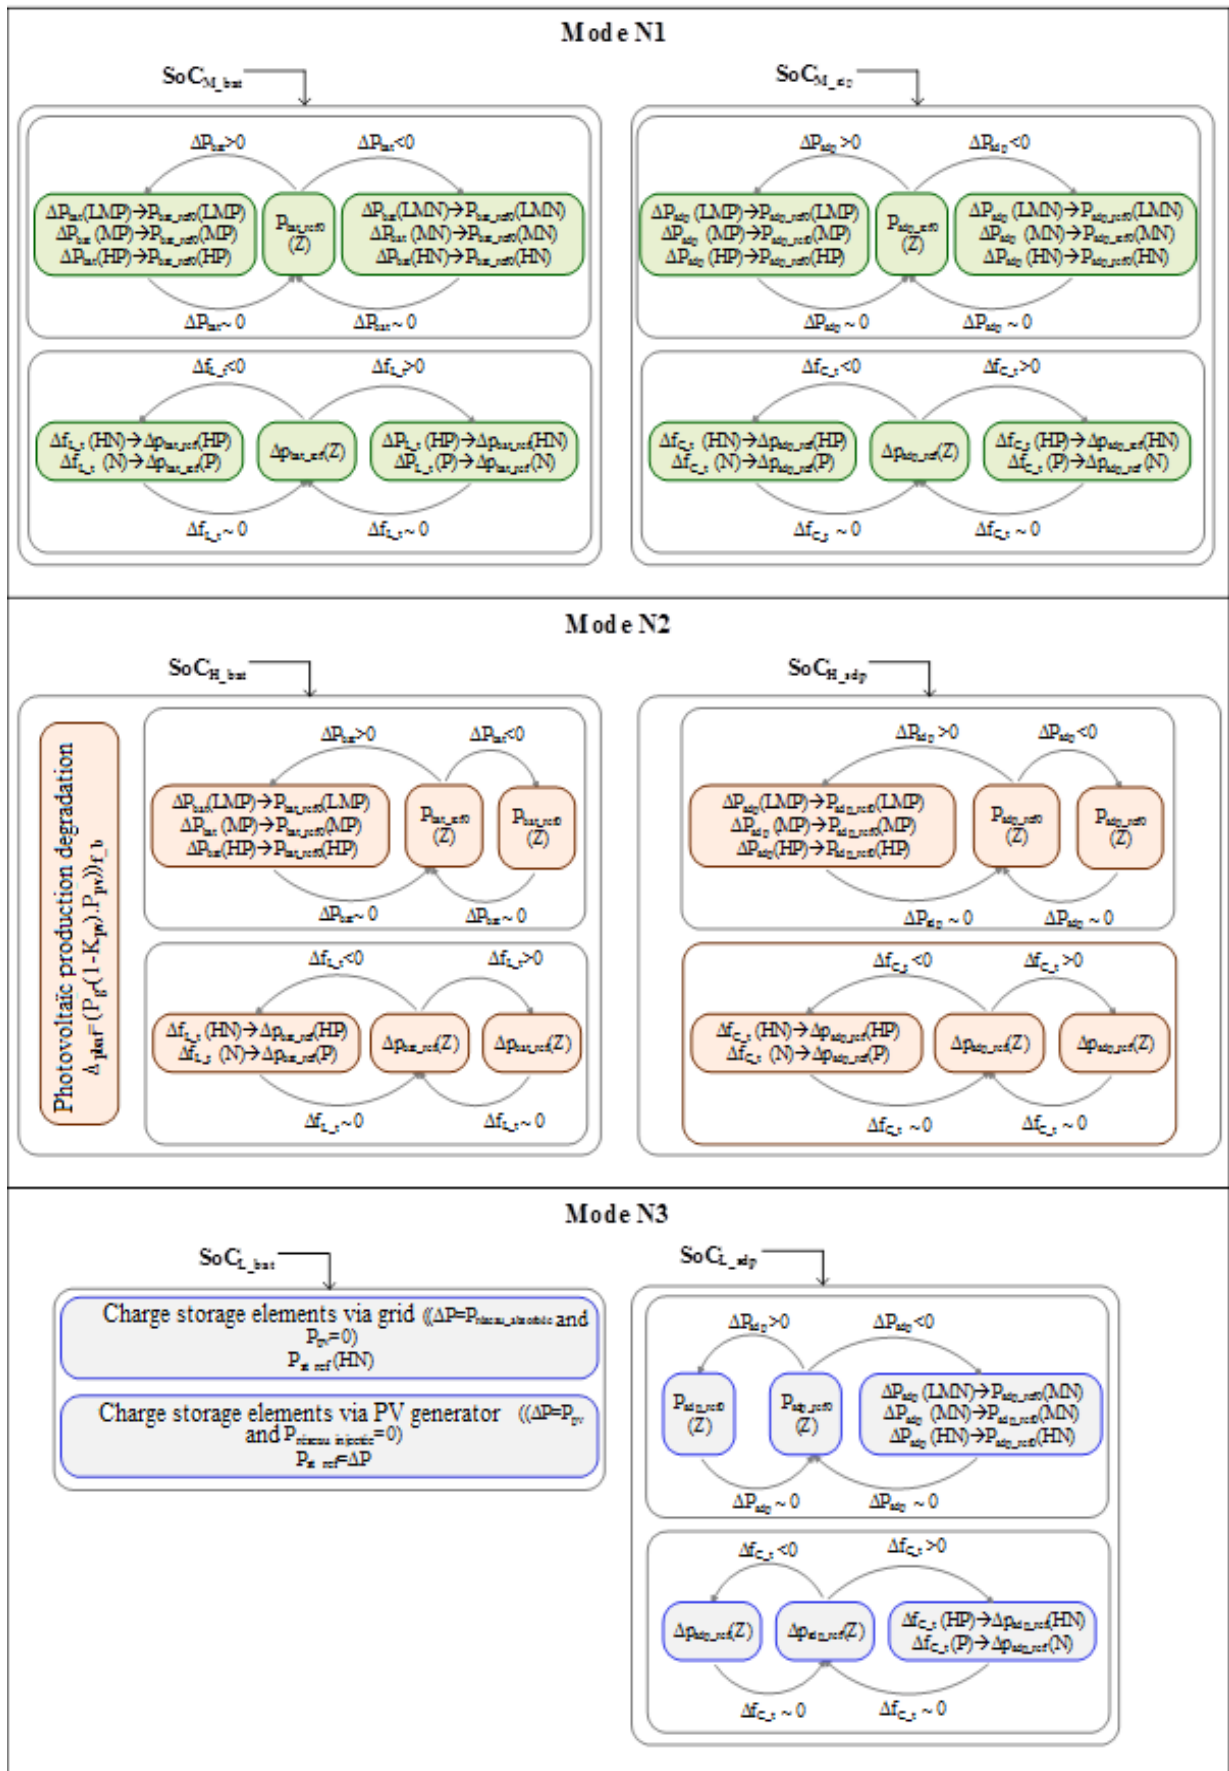 Mode N1
SoC_M_bat
SoC_M_sdp
ΔP_bat>0
ΔP_bat<0
ΔP_bat(LMP)→P_bat_ref0(LMP)
ΔP_bat (MP)→P_bat_ref0(MP)
ΔP_bat(HP)→P_bat_ref0(HP)
P_bat_ref0
(Z)
ΔP_bat(LMN)→P_bat_ref0(LMN)
ΔP_bat (MN)→P_bat_ref0(MN)
ΔP_bat(HN)→P_bat_ref0(HN)
ΔP_bat~ 0
ΔP_bat~ 0
ΔP_sdp >0
ΔP_sdp <0
ΔP_sdp (LMP)→P_sdp_ref0(LMP)
ΔP_sdp (MP)→P_sdp_ref0(MP)
ΔP_sdp (HP)→P_sdp_ref0(HP)
P_sdp_ref0
(Z)
ΔP_sdp (LMN)→P_sdp_ref0(LMN)
ΔP_sdp (MN)→P_sdp_ref0(MN)
ΔP_sdp (HN)→P_sdp_ref0(HN)
ΔP_sdp ~ 0
ΔP_sdp ~ 0
Δf_L_s<0
Δf_L_s>0
Δf_L_s (HN)→Δp_bat_ref(HP)
Δf_L_s (N)→Δp_bat_ref(P)
Δp_bat_ref(Z)
ΔP_L_s (HP)→Δp_bat_ref(HN)
ΔP_L_s (P)→Δp_bat_ref(N)
Δf_L_s ~ 0
Δf_L_s ~ 0
Δf_C_s <0
Δf_C_s >0
Δf_C_s (HN)→Δp_sdp_ref(HP)
Δf_C_s (N)→Δp_sdp_ref(P)
Δp_sdp_ref(Z)
Δf_C_s (HP)→Δp_sdp_ref(HN)
Δf_C_s (P)→Δp_sdp_ref (N)
Δf_C_s ~ 0
Δf_C_s ~ 0
Mode N2
SoC_H_bat
SoC_H_sdp
Photovoltaïc production degradation
ΔP_bat>0
ΔP_bat<0
ΔP_bat(LMP)→P_bat_ref0(LMP)
ΔP_bat (MP)→P_bat_ref0(MP)
ΔP_bat(HP)→P_bat_ref0(HP)
P_bat_ref0
(Z)
P_bat_ref0
(Z)
ΔP_bat~ 0
ΔP_bat~ 0
ΔP_sdp >0
ΔP_sdp <0
ΔP_sdp(LMP)→P_sdp_ref0(LMP)
ΔP_sdp (MP)→P_sdp_ref0(MP)
ΔP_sdp(HP)→P_sdp_ref0(HP)
P_sdp_ref0
(Z)
P_sdp_ref0
(Z)
ΔP_sdp ~ 0
ΔP_sdp ~ 0
Δf_L_s<0
Δf_L_s>0
Δf_L_s (HN)→Δp_bat_ref(HP)
Δf_L_s (N)→Δp_bat_ref(P)
Δp_bat_ref(Z)
Δp_bat_ref(Z)
Δf_L_s ~ 0
Δf_L_s ~ 0
Δf_C_s <0
Δf_C_s >0
Δf_C_s (HN)→Δp_sdp_ref(HP)
Δf_C_s (N)→Δp_sdp_ref(P)
Δp_sdp_ref(Z)
Δp_sdp_ref(Z)
Δf_C_s ~ 0
Δf_C_s ~ 0
Mode N3
SoC_L_bat
SoC_L_sdp
Charge storage elements via grid ((ΔP=P_réseau_absorbée and
P_pv=0)
P_st_ref (HN)
Charge storage elements via PV generator ((ΔP=P_pv
and P_réseau_injectée=0)
P_st_ref=ΔP
ΔP_sdp >0
ΔP_sdp <0
P_sdp_ref0
(Z)
P_sdp_ref0
(Z)
ΔP_sdp (LMN)→P_sdp_ref0(MN)
ΔP_sdp (MN)→P_sdp_ref0(MN)
ΔP_sdp (HN)→P_sdp_ref0(HN)
ΔP_sdp ~ 0
ΔP_sdp ~ 0
Δf_C_s <0
Δf_C_s >0
Δp_sdp_ref(Z)
Δp_sdp_ref(Z)
Δf_C_s (HP)→Δp_sdp_ref(HN)
Δf_C_s (P)→Δp_sdp_ref(N)
Δf_C_s ~ 0
Δf_C_s ~ 0